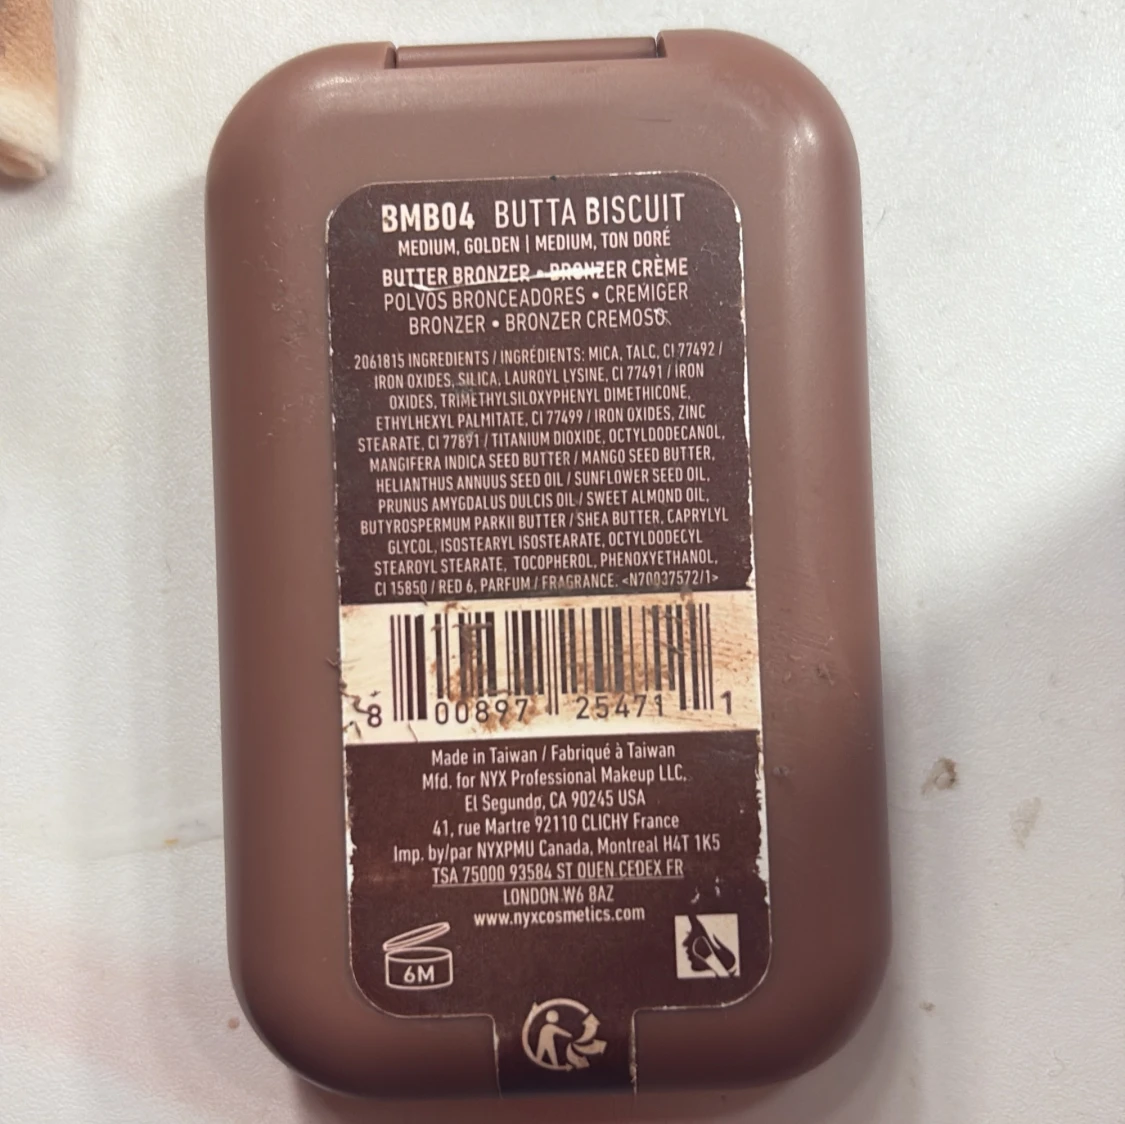 BMB04 BUTTA BISCUIT
MEDIUM, GOLDEN | MEDIUM, TON DORÉ
BUTTER BRONZER • BRONZER CRÈME
POLVOS BRONCEADORES • CREMIGER
BRONZER • BRONZER CREMOSO
2061815 INGREDIENTS / INGRÉDIENTS: MICA, TALC, CI 77492 /
IRON OXIDES, SILICA, LAUROYL LYSINE, CI 77491 / IRON
OXIDES, TRIMETHYLSILOXYPHENYL DIMETHICONE,
ETHYLHEXYL PALMITATE, CI 77499 / IRON OXIDES, ZINC
STEARATE, CI 77891 / TITANIUM DIOXIDE, OCTYLDODECANOL,
MANGIFERA INDICA SEED BUTTER / MANGO SEED BUTTER,
HELIANTHUS ANNUUS SEED OIL / SUNFLOWER SEED OIL,
PRUNUS AMYGDALUS DULCIS OIL / SWEET ALMOND OIL,
BUTYROSPERMUM PARKII BUTTER / SHEA BUTTER, CAPRYLYL
GLYCOL, ISOSTEARYL ISOSTEARATE, OCTYLDODECYL
STEAROYL STEARATE, TOCOPHEROL, PHENOXYETHANOL,
CI 15850 / RED 6, PARFUM / FRAGRANCE. <N70037572/1>
8 00897 25471 1
Made in Taiwan / Fabriqué à Taiwan
Mfd. for NYX Professional Makeup LLC,
El Segundo, CA 90245 USA
41, rue Martre 92110 CLICHY France
Imp. by/par NYXPMU Canada, Montreal H4T 1K5
TSA 75000 93584 ST OUEN CEDEX FR
LONDON W6 8AZ
www.nyxcosmetics.com
6M